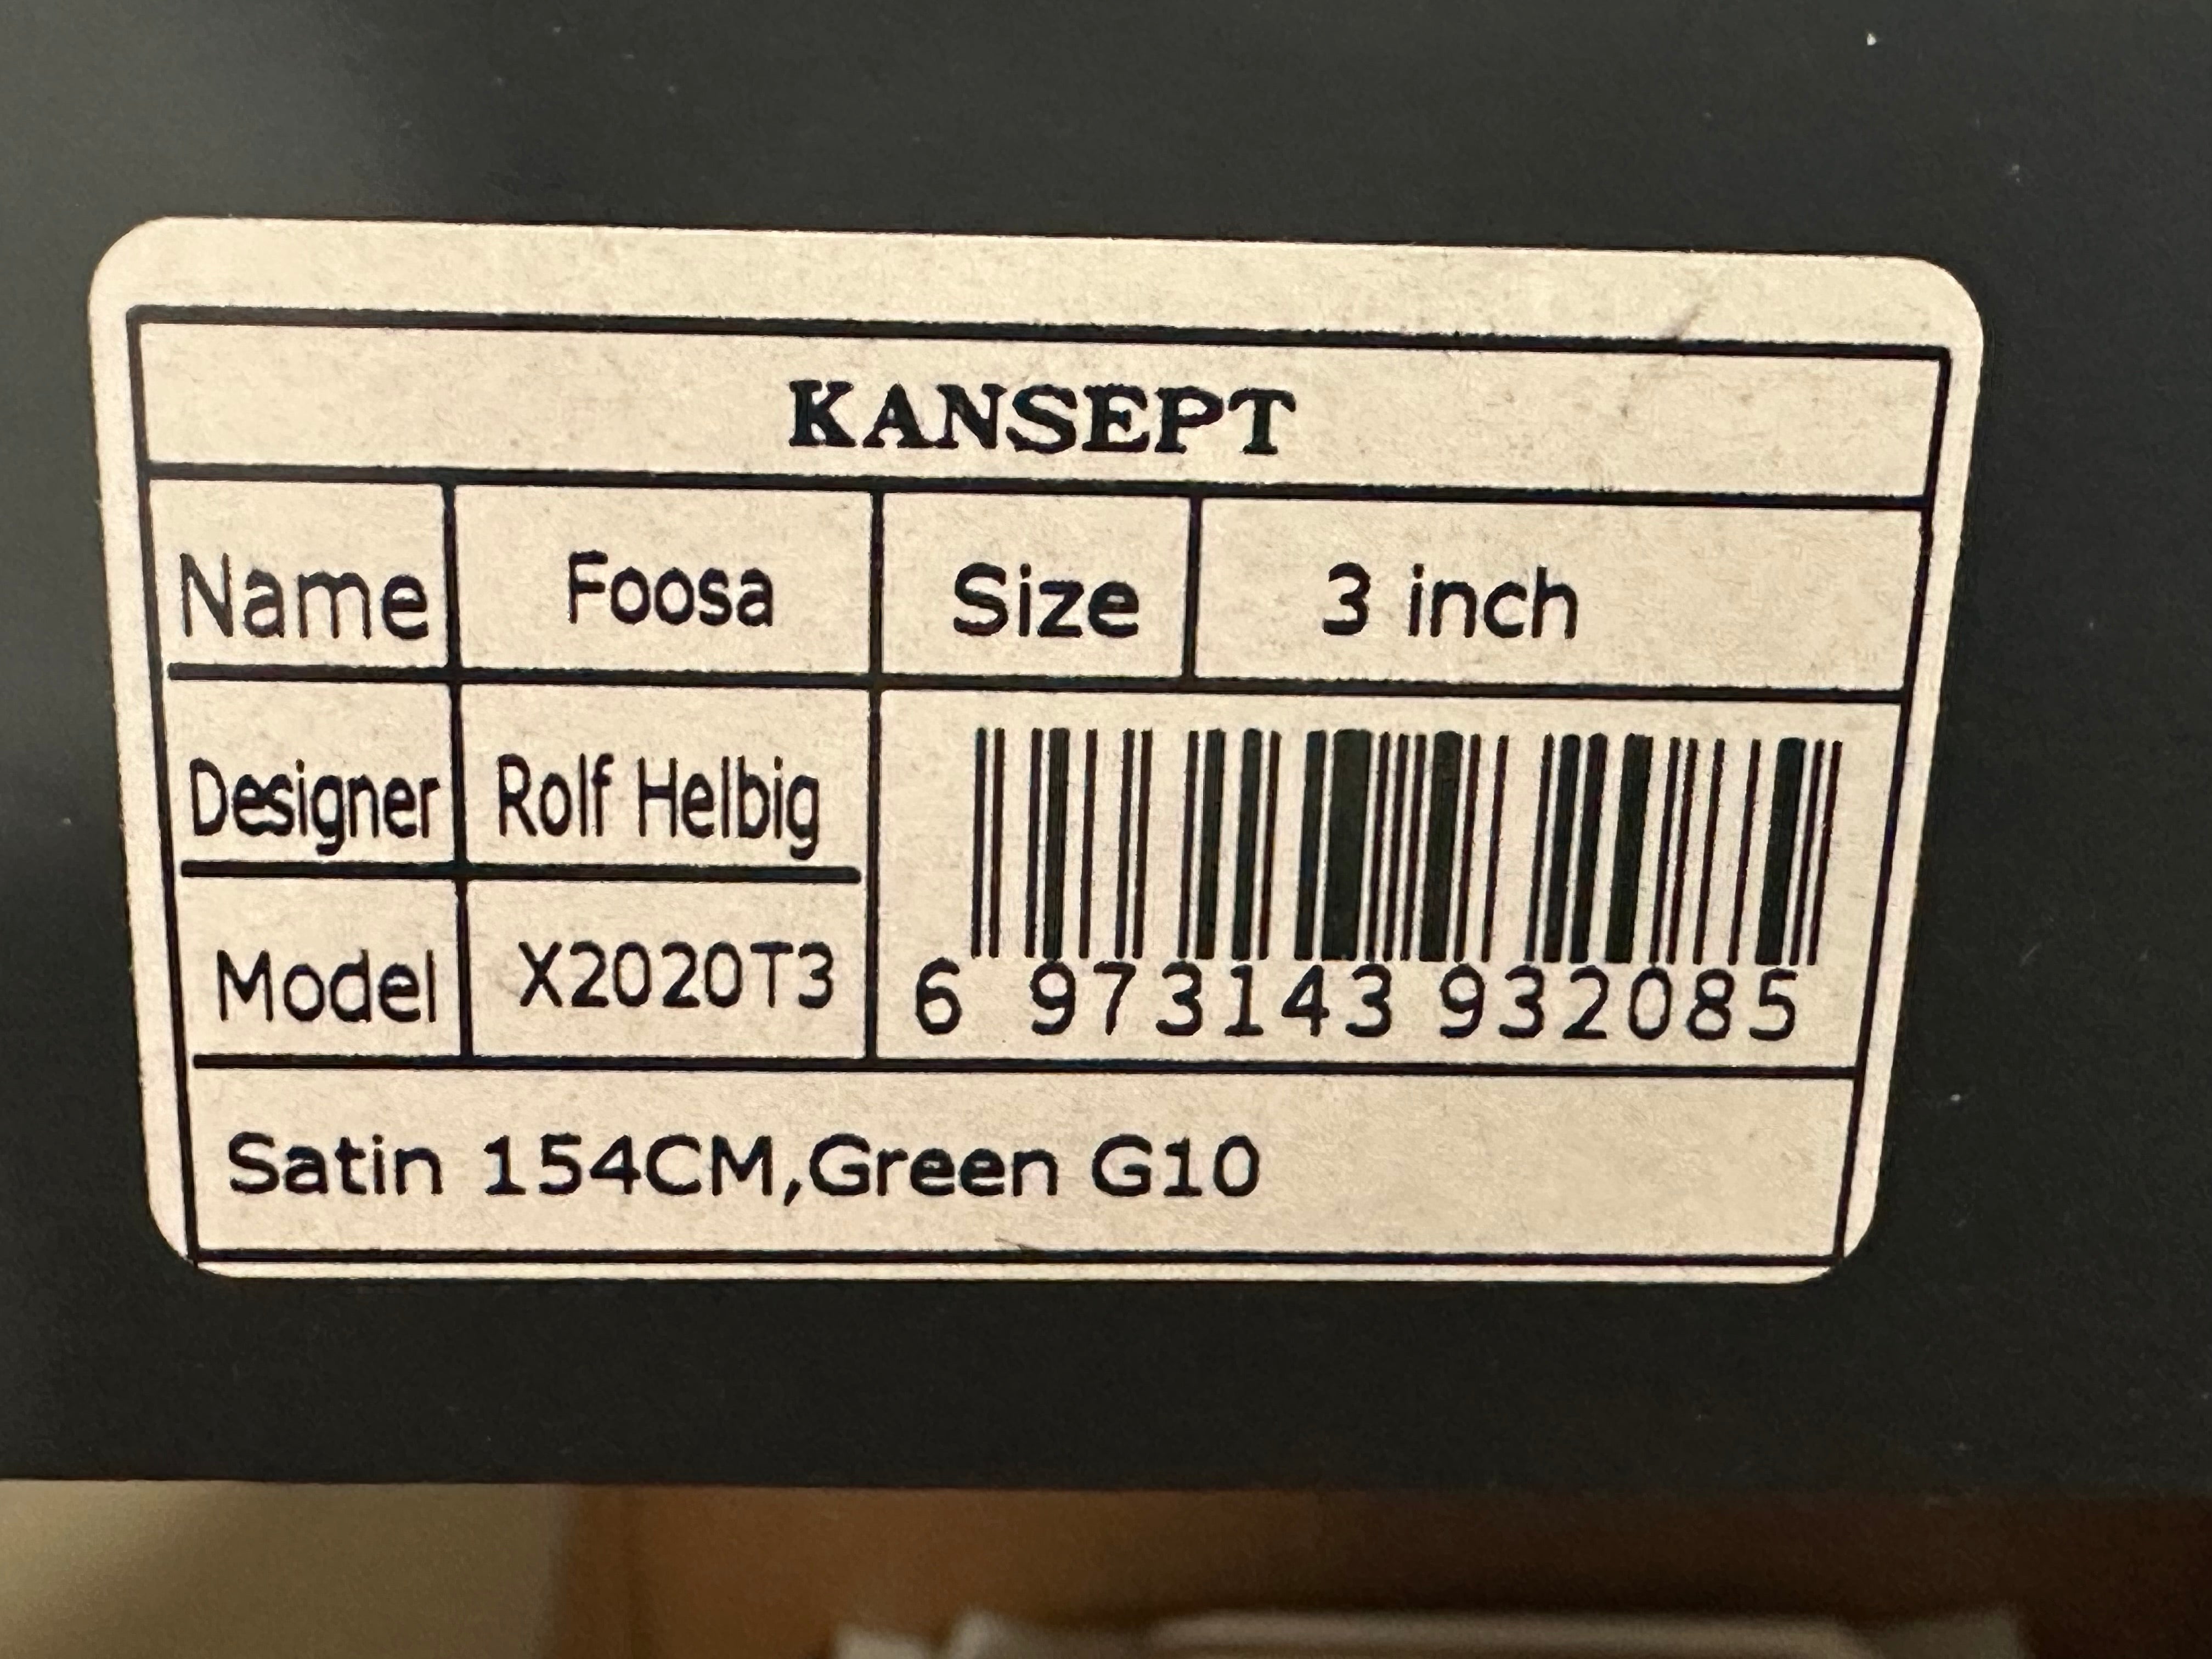 KANSEPT
Name Foosa Size 3 inch
Designer Rolf Helbig
Model X2020T3
6 973143 932085
Satin 154CM,Green G10